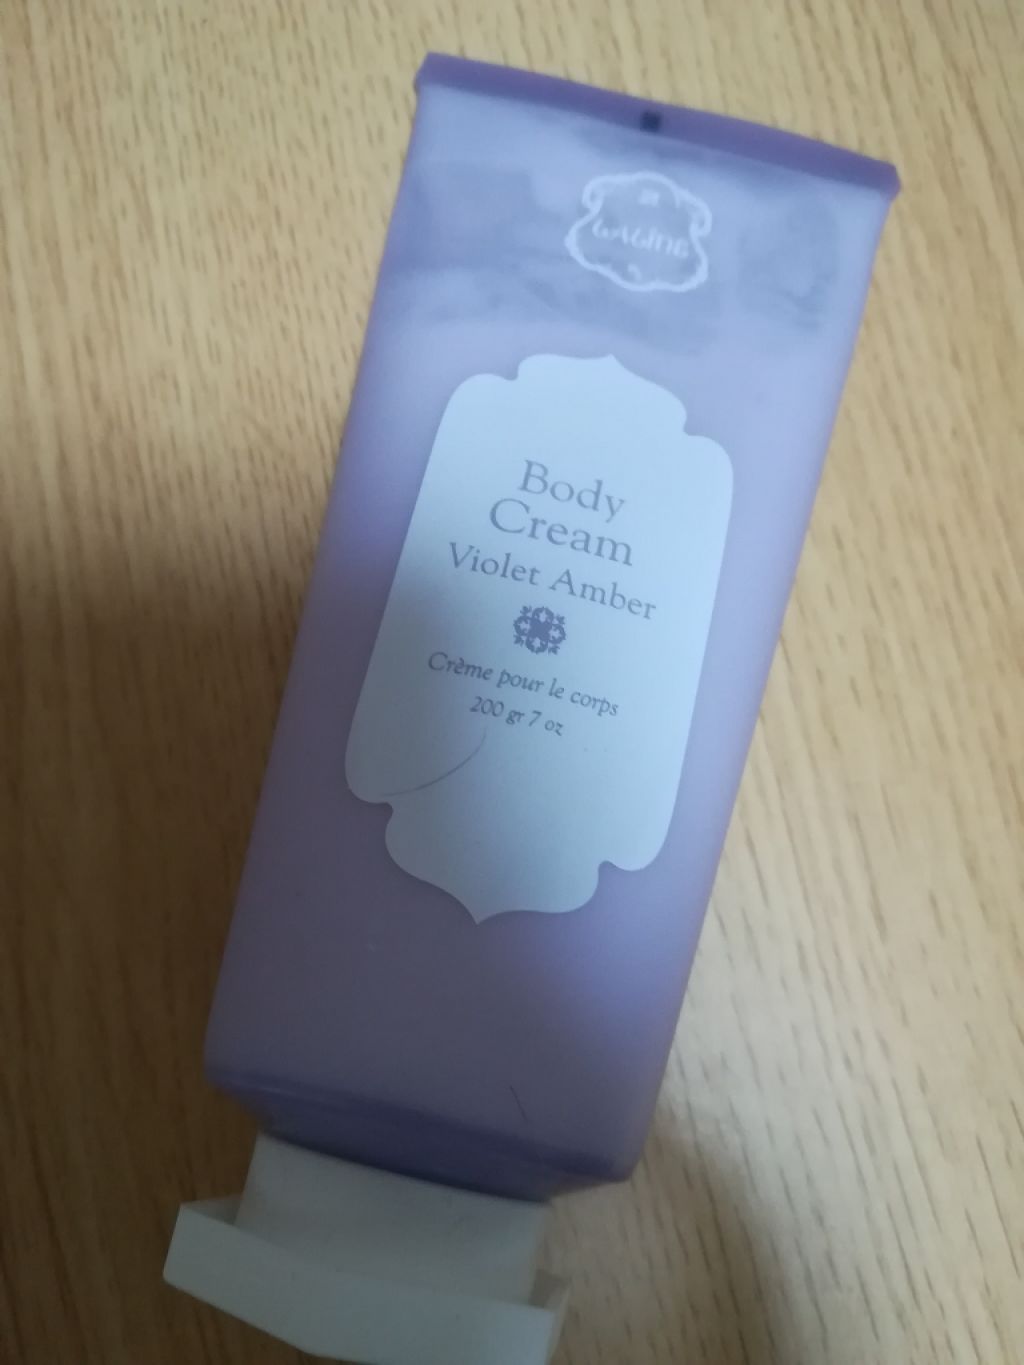 Body
Cream
Violet Amber
Crème pour le corps
200 gr 7 oz